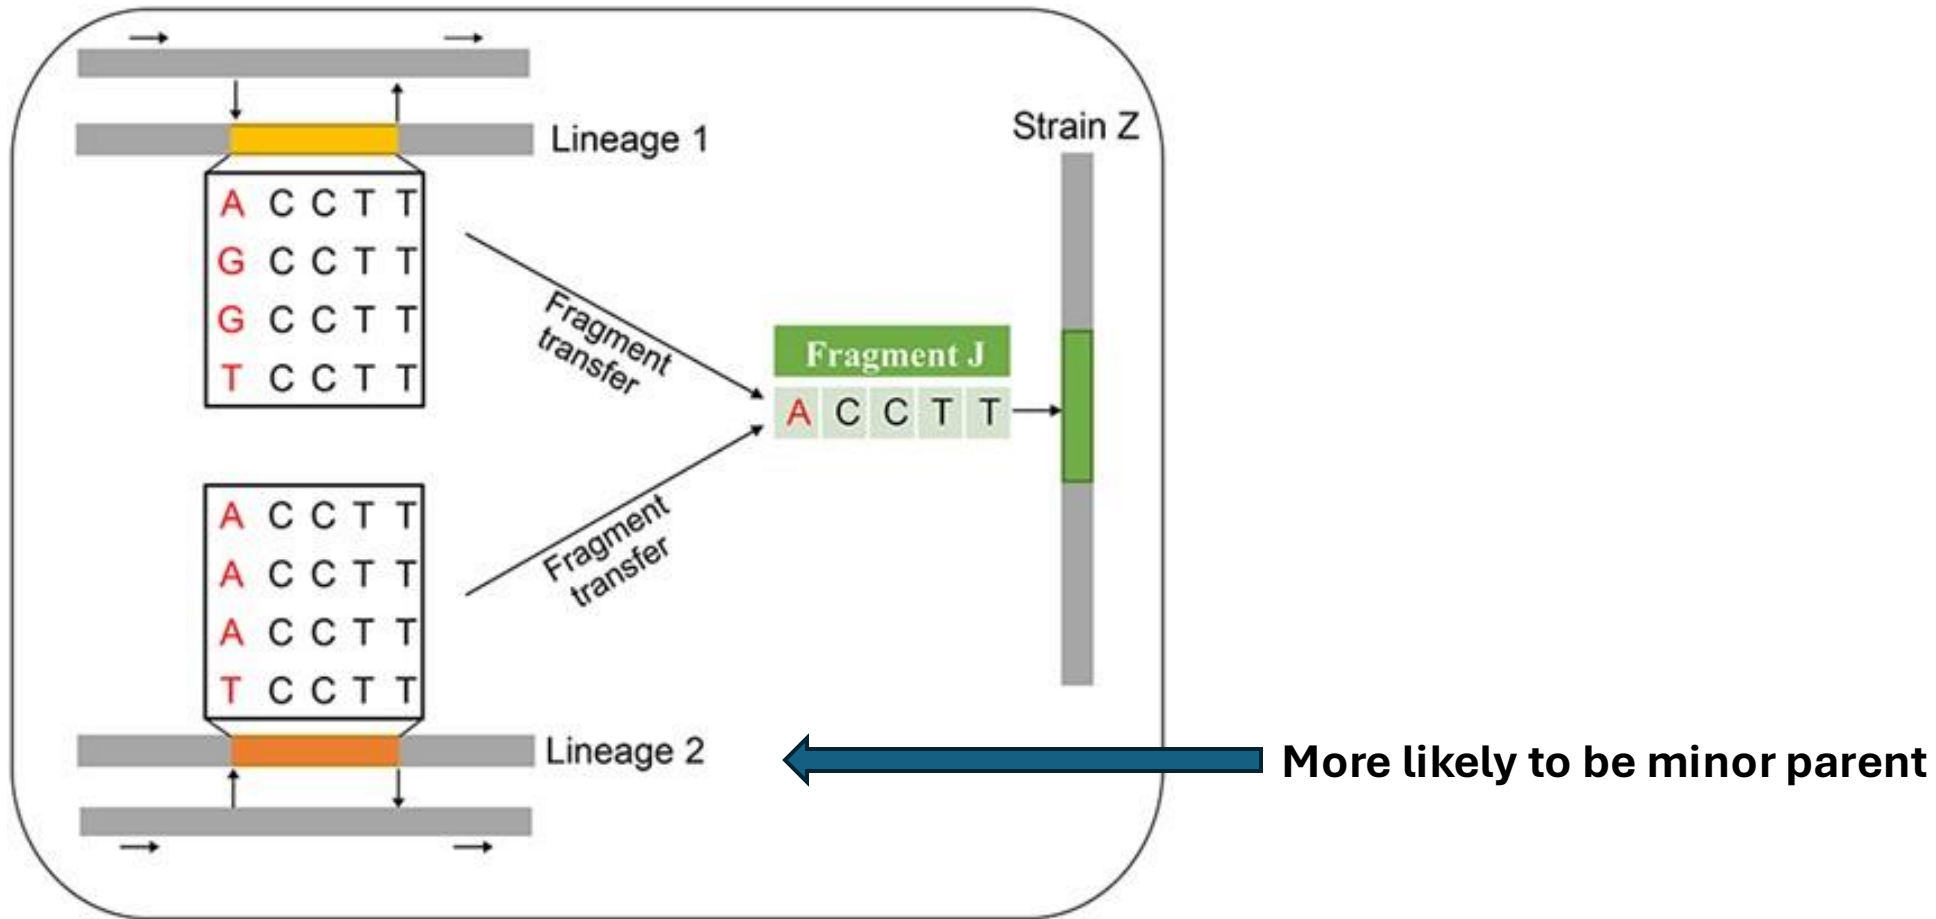 Lineage 1
A C C T T
G C C T T
G C C T T
T C C T T
Fragment
transfer
Strain Z
Fragment J
A C C T T
Fragment
transfer
A C C T T
A C C T T
A C C T T
T C C T T
Lineage 2
More likely to be minor parent